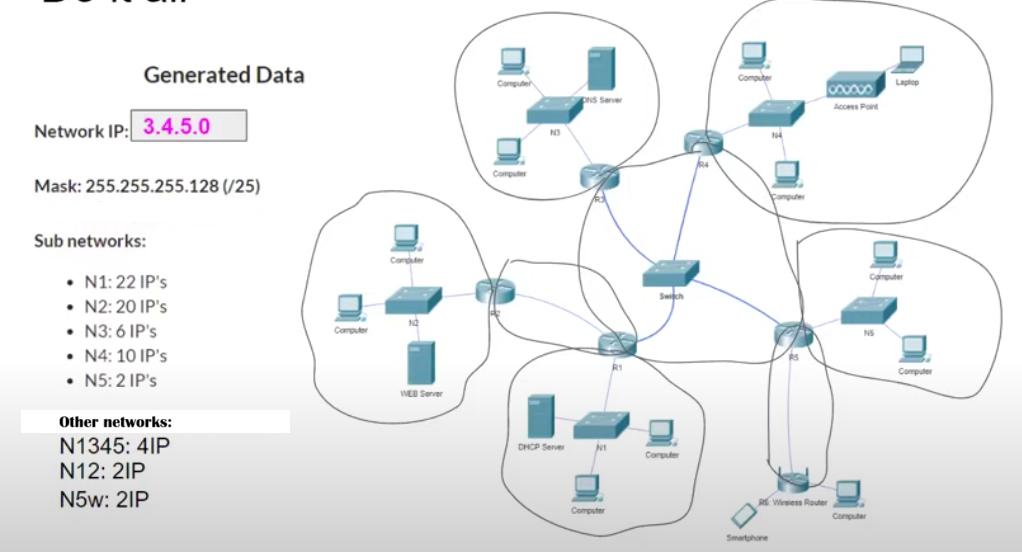 Generated Data
Network IP: 3.4.5.0
Mask: 255.255.255.128 (/25)
Sub networks:
• N1: 22 IP's
• N2: 20 IP's
• N3: 6 IP's
• N4: 10 IP's
• N5: 2 IP's
Other networks:
N1345: 4IP
N12: 2IP
N5w: 2IP
Computer
DNS Server
N3
Computer
R3
Computer
Laptop
Access Point
N4
R4
Computer
Switch
Computer
N2
Computer
WEB Server
R2
R1
DHCP Server
N1
Computer
Computer
Computer
N5
R5
Computer
R6: Wireless Router
Computer
Smartphone